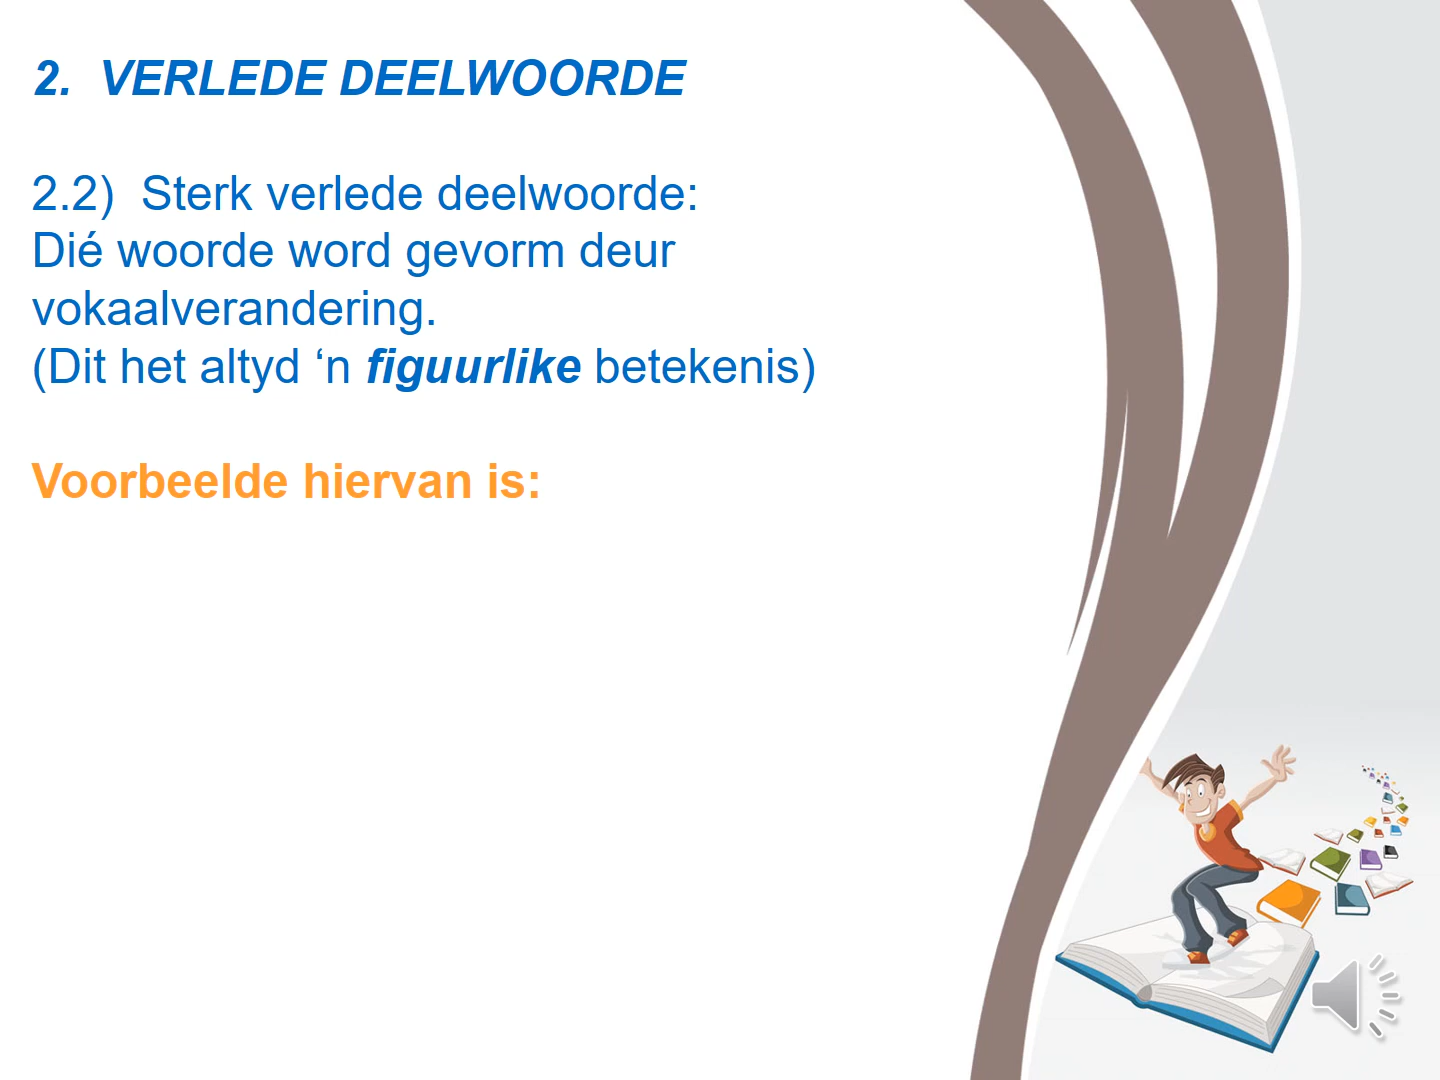 2.  VERLEDE DEELWOORDE
2.2)  Sterk verlede deelwoorde:
Dié woorde word gevorm deur
vokaalverandering.
(Dit het altyd ‘n figuurlike betekenis)
Voorbeelde hiervan is: